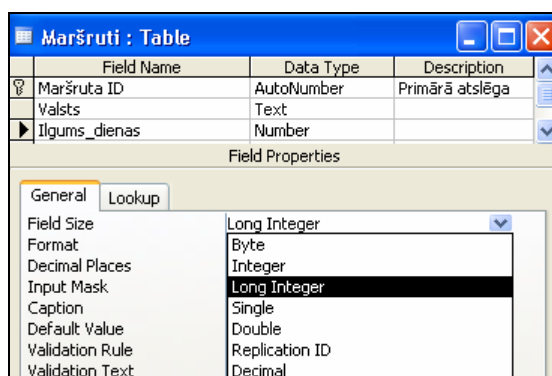 Maršruti : Table
Field Name Data Type Description
Maršruta ID AutoNumber Primārā atslēga
Valsts Text
Ilgums_dienas Number
Field Properties
General Lookup
Field Size Long Integer
Format Byte
Decimal Places Integer
Input Mask Long Integer
Caption Single
Default Value Double
Validation Rule Replication ID
Validation Text Decimal